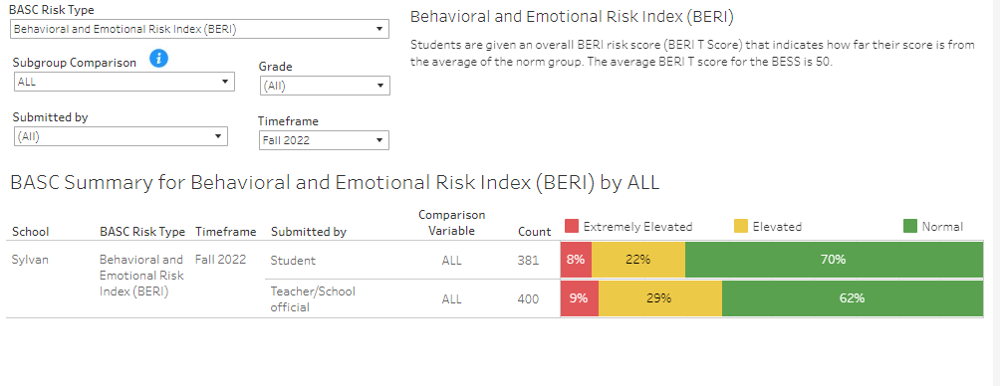 BASC Risk Type
Behavioral and Emotional Risk Index (BERI)
Subgroup Comparison
i
Grade
ALL
(All)
Submitted by
Timeframe
(All)
Fall 2022
Behavioral and Emotional Risk Index (BERI)
Students are given an overall BERI risk score (BERI T Score) that indicates how far their score is from
the average of the norm group. The average BERI T score for the BESS is 50.
BASC Summary for Behavioral and Emotional Risk Index (BERI) by ALL
School BASC Risk Type Timeframe Submitted by Comparison Variable Count Extremely Elevated Elevated Normal
Sylvan Behavioral and Emotional Risk Index (BERI) Fall 2022 Student ALL 381 8% 22% 70%
Teacher/School official ALL 400 9% 29% 62%